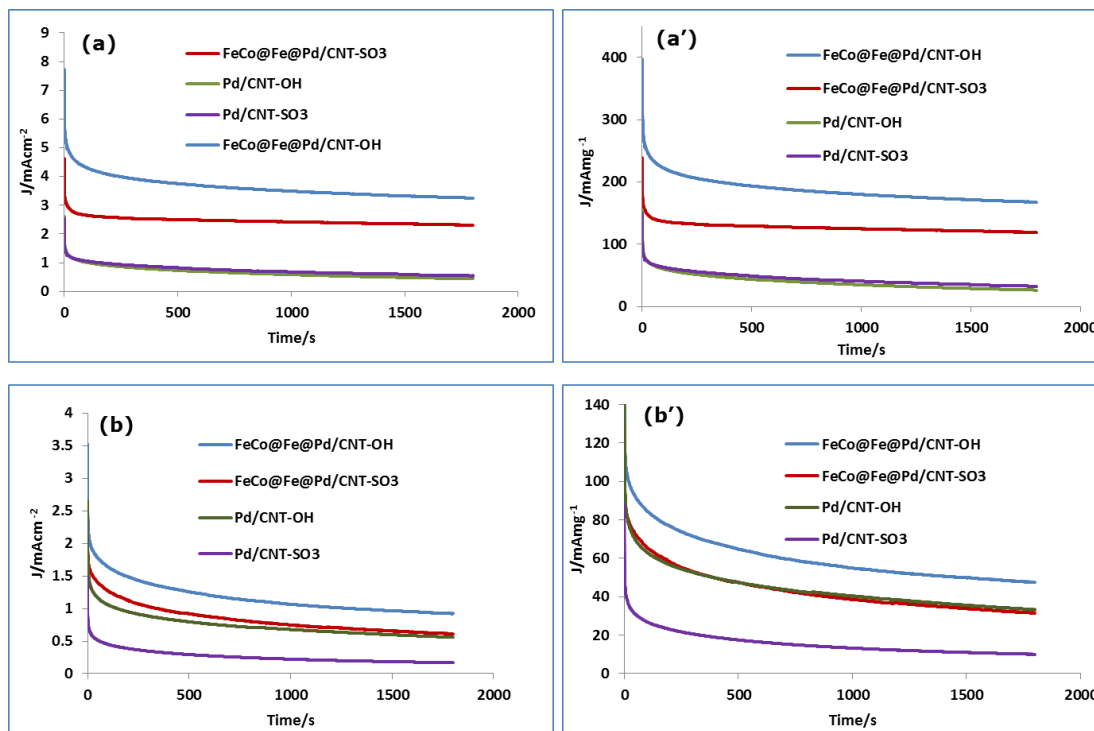 (a)
FeCo@Fe@Pd/CNT-SO3
Pd/CNT-OH
Pd/CNT-SO3
FeCo@Fe@Pd/CNT-OH
J/mAcm-2
9
8
7
6
5
4
3
2
1
0
0 500 1000 1500 2000
Time/s
(a')
FeCo@Fe@Pd/CNT-OH
FeCo@Fe@Pd/CNT-SO3
Pd/CNT-OH
Pd/CNT-SO3
J/mAmg-1
400
300
200
100
0
0 500 1000 1500 2000
Time/s
(b)
FeCo@Fe@Pd/CNT-OH
FeCo@Fe@Pd/CNT-SO3
Pd/CNT-OH
Pd/CNT-SO3
J/mAcm-2
4
3.5
3
2.5
2
1.5
1
0.5
0
0 500 1000 1500 2000
Time/s
(b')
FeCo@Fe@Pd/CNT-OH
FeCo@Fe@Pd/CNT-SO3
Pd/CNT-OH
Pd/CNT-SO3
J/mAmg-1
140
120
100
80
60
40
20
0
0 500 1000 1500 2000
Time/s